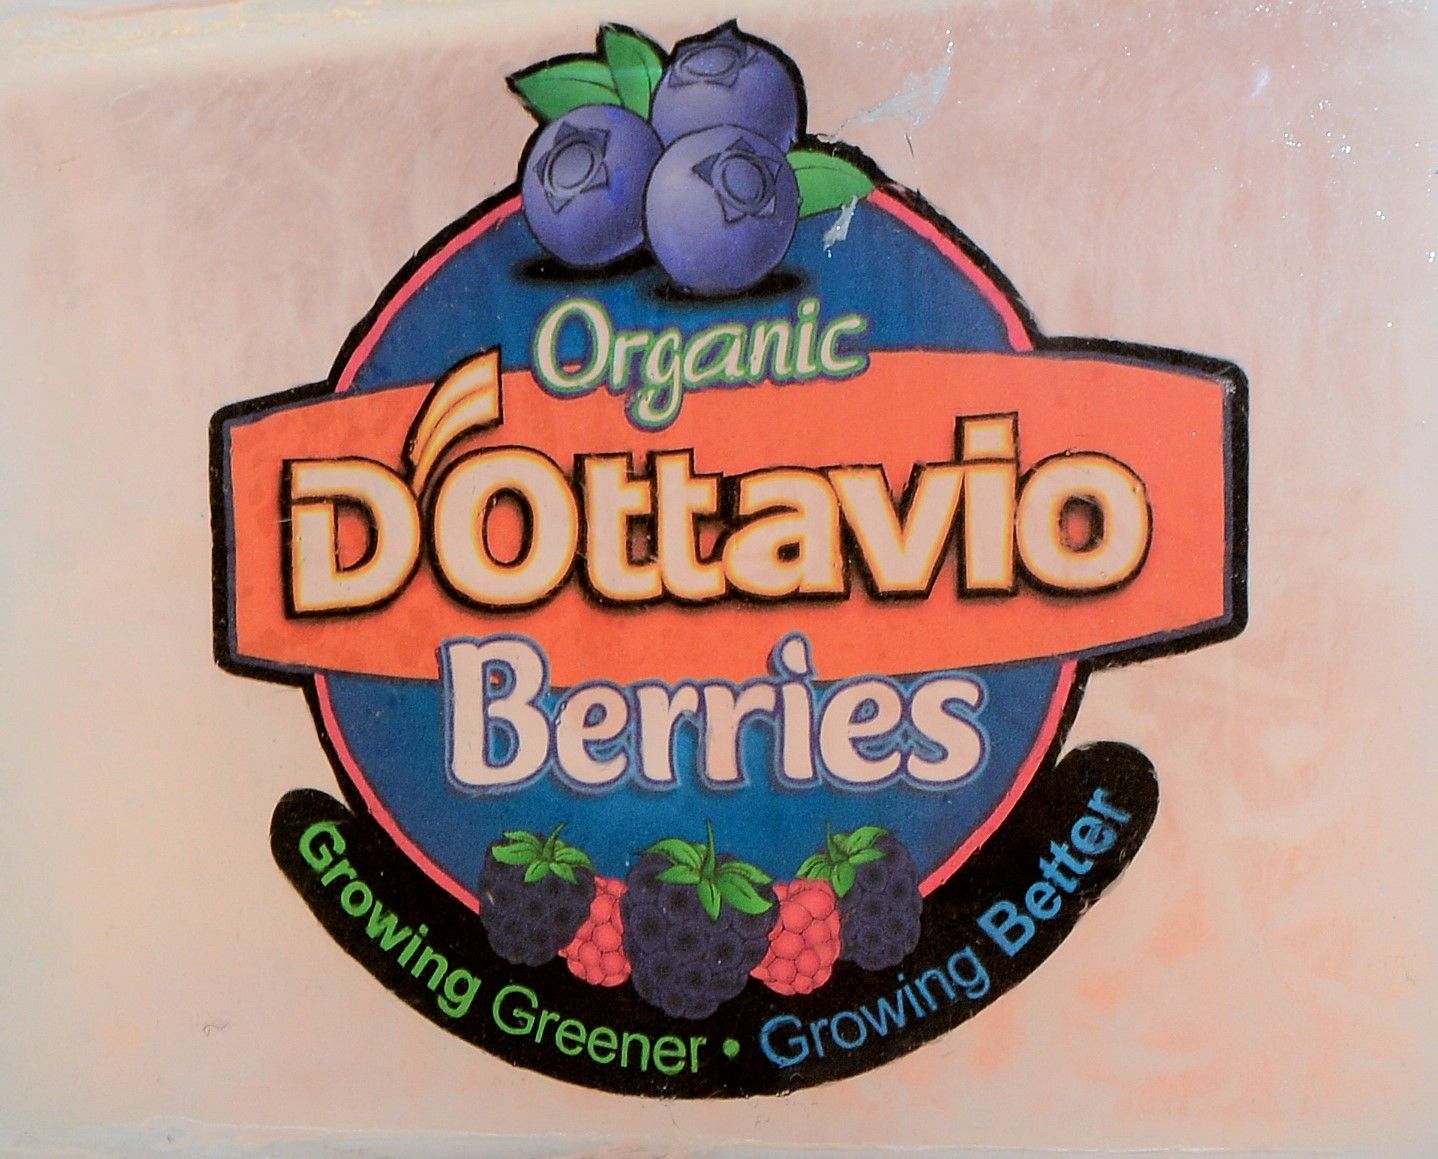 Organic
D'Ottavio
Berries
Growing Greener • Growing Better